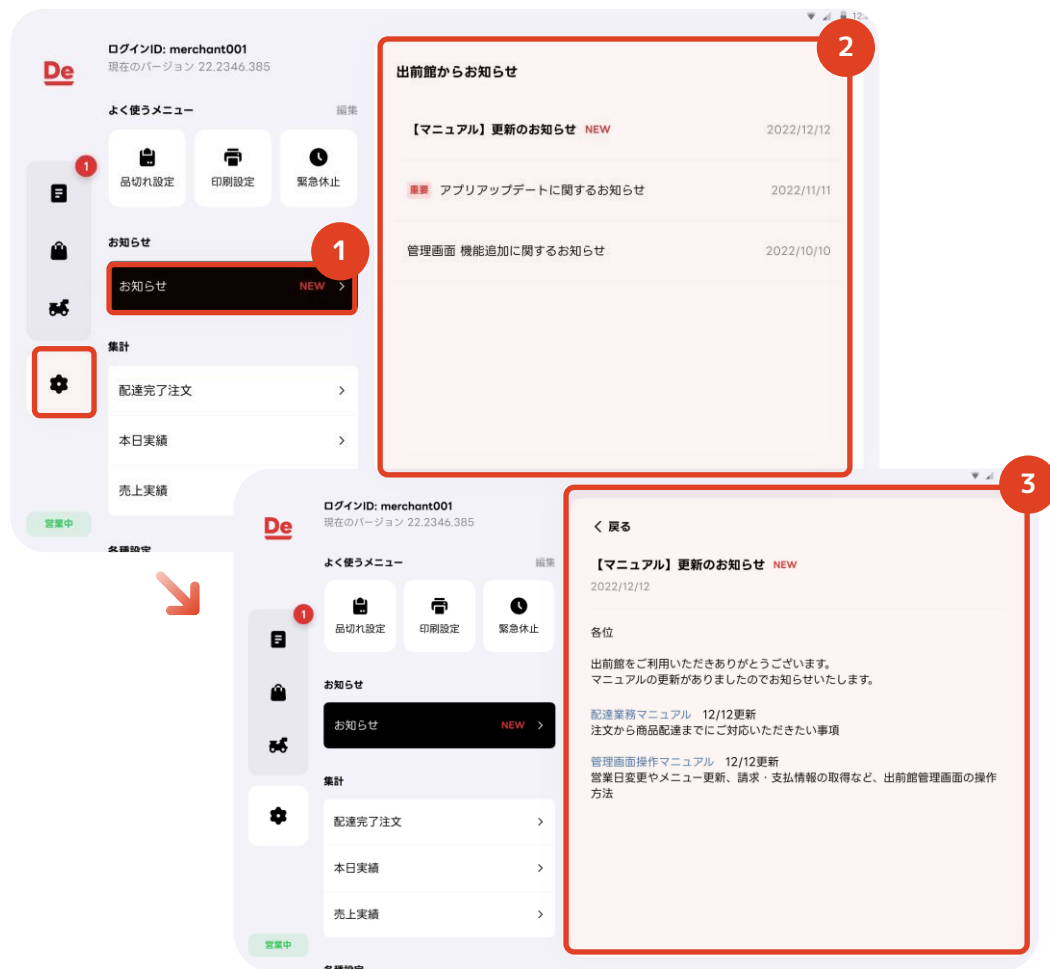 12
ログインID: merchant001
現在のバージョン 22.2346.385
De
よく使うメニュー 編集
品切れ設定 印刷設定 緊急休止
1
お知らせ
1
お知らせ NEW
集計
配達完了注文
本日実績
売上実績
営業中
各種設定
2
出前館からお知らせ
【マニュアル】更新のお知らせ NEW 2022/12/12
重要 アプリアップデートに関するお知らせ 2022/11/11
管理画面 機能追加に関するお知らせ 2022/10/10
ログインID: merchant001
現在のバージョン 22.2346.385
De
よく使うメニュー 編集
品切れ設定 印刷設定 緊急休止
1
お知らせ
お知らせ NEW
集計
配達完了注文
本日実績
売上実績
営業中
各種設定
3
戻る
【マニュアル】更新のお知らせ NEW
2022/12/12
各位
出前館をご利用いただきありがとうございます。
マニュアルの更新がありましたのでお知らせいたします。
配達業務マニュアル 12/12更新
注文から商品配達までにご対応いただきたい事項
管理画面操作マニュアル 12/12更新
営業日変更やメニュー更新、請求・支払情報の取得など、出前館管理画面の操作
方法